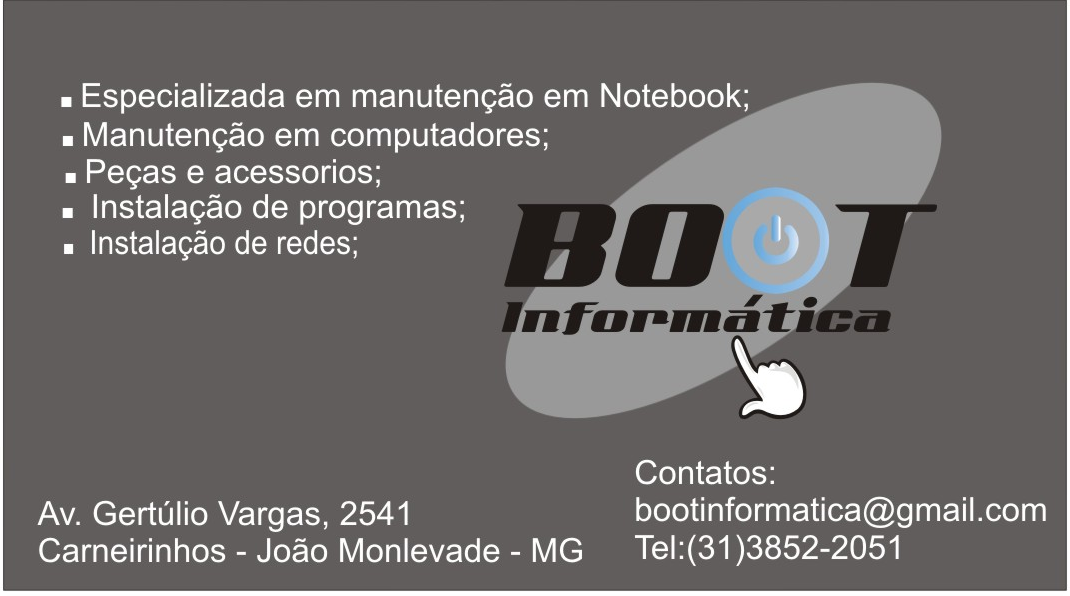 Especializada em manutenção em Notebook;
Manutenção em computadores;
Peças e acessorios;
Instalação de programas;
Instalação de redes;
BOOT
Informática
Contatos:
bootinformatica@gmail.com
Tel:(31)3852-2051
Av. Gertúlio Vargas, 2541
Carneirinhos - João Monlevade - MG